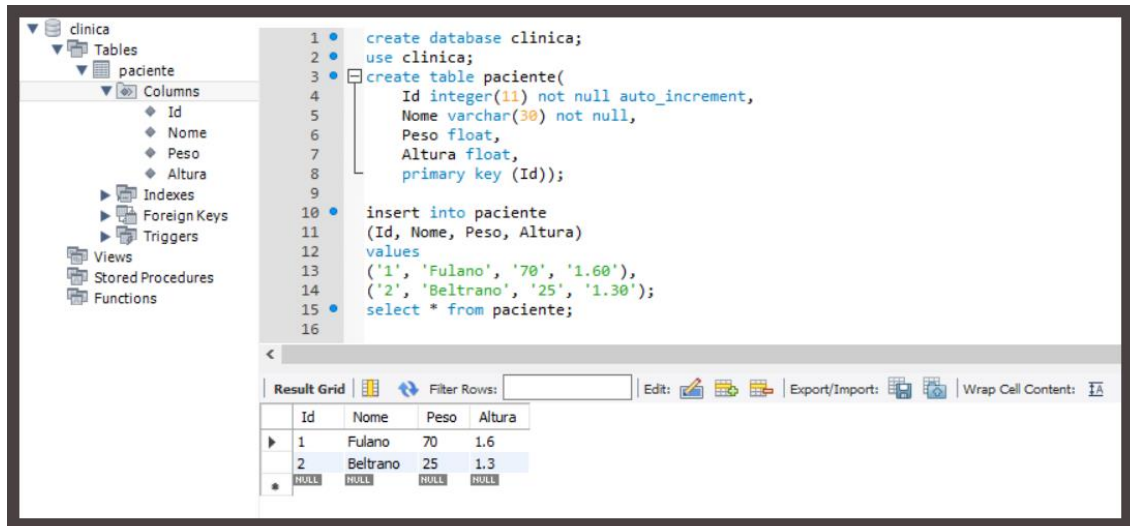 clinica
Tables
paciente
Columns
Id
Nome
Peso
Altura
Indexes
Foreign Keys
Triggers
Views
Stored Procedures
Functions
1 create database clinica;
2 use clinica;
3 create table paciente(
4 Id integer(11) not null auto_increment,
5 Nome varchar(30) not null,
6 Peso float,
7 Altura float,
8 primary key (Id));
9
10 insert into paciente
11 (Id, Nome, Peso, Altura)
12 values
13 ('1', 'Fulano', '70', '1.60'),
14 ('2', 'Beltrano', '25', '1.30');
15 select * from paciente;
16
Result Grid Filter Rows: Edit: Export/Import: Wrap Cell Content: IA
Id Nome Peso Altura
1 Fulano 70 1.6
2 Beltrano 25 1.3
NULL NULL NULL NULL